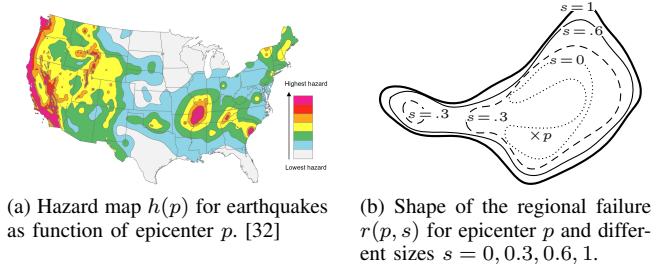 Highest hazard
Lowest hazard
(a) Hazard map h(p) for earthquakes
as function of epicenter p. [32]
s = 1
s = .6
s = 0
s = .3
s = .3
× p
(b) Shape of the regional failure
r(p, s) for epicenter p and differ-
ent sizes s = 0, 0.3, 0.6, 1.